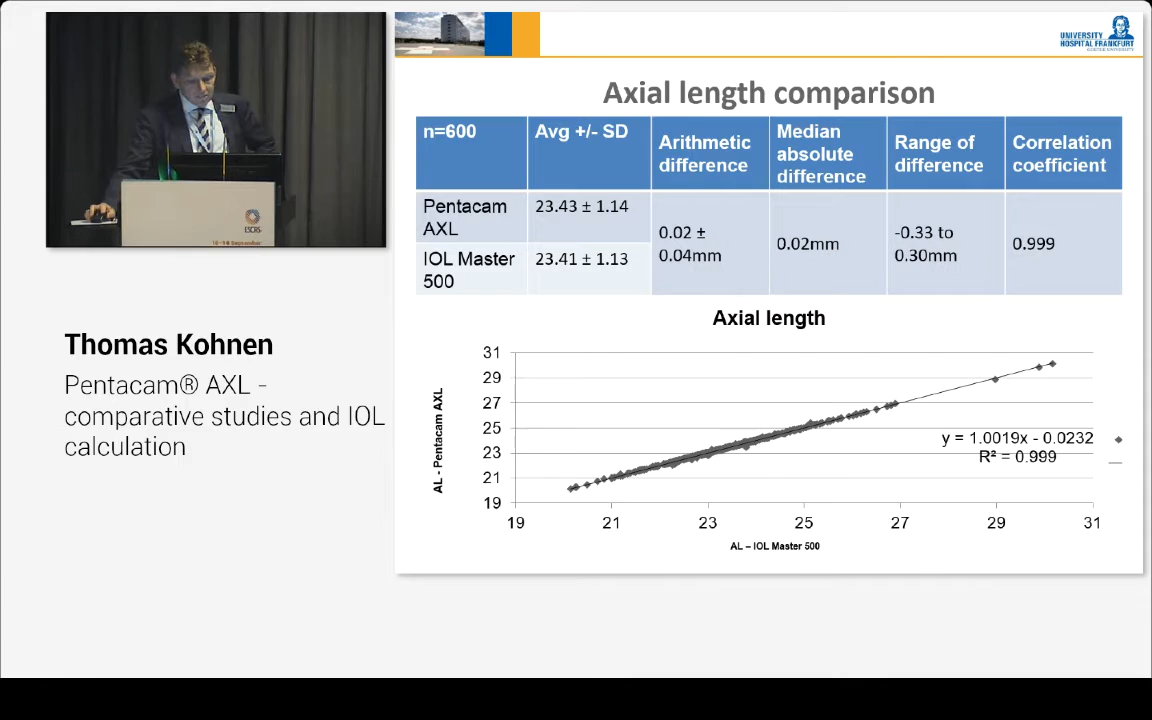 UNIVERSITY
HOSPITAL FRANKFURT
Axial length comparison
n=600
Avg +/- SD
Arithmetic
difference
Median
absolute
difference
Range of
difference
Correlation
coefficient
Pentacam
AXL
23.43 ± 1.14
0.02 ±
0.04mm
0.02mm
-0.33 to
0.30mm
0.999
IOL Master
500
23.41 ± 1.13
ESCRS
Thomas Kohnen
Pentacam® AXL -
comparative studies and IOL
calculation
Axial length
AL - Pentacam AXL
31
29
27
25
23
21
19
y = 1.0019x - 0.0232
R² = 0.999
19 21 23 25 27 29 31
AL – IOL Master 500